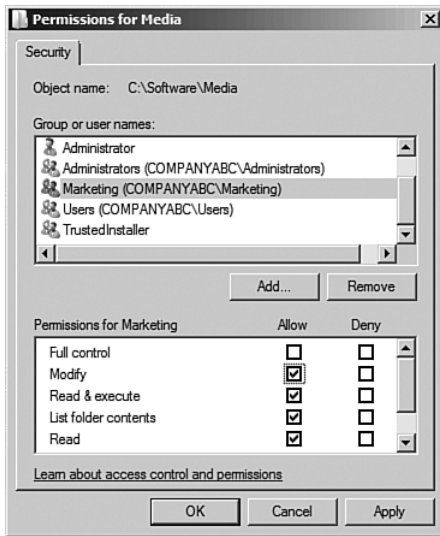 Permissions for Media
Security
Object name: C:\Software\Media
Group or user names:
Administrator
Administrators (COMPANYABC\Administrators)
Marketing (COMPANYABC\Marketing)
Users (COMPANYABC\Users)
TrustedInstaller
Add... Remove
Permissions for Marketing Allow Deny
Full control
Modify
Read & execute
List folder contents
Read
Learn about access control and permissions
OK Cancel Apply